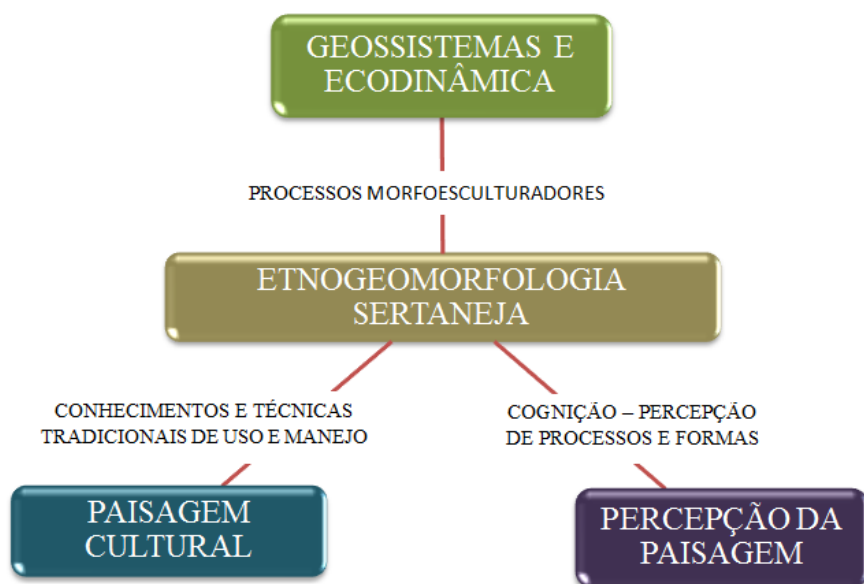 GEOSSISTEMAS E
ECODINÂMICA
PROCESSOS MORFOESCULTURADORES
ETNOGEOMORFOLOGIA
SERTANEJA
CONHECIMENTOS E TÉCNICAS
TRADICIONAIS DE USO E MANEJO
COGNIÇÃO – PERCEPÇÃO
DE PROCESSOS E FORMAS
PAISAGEM
CULTURAL
PERCEPÇÃO DA
PAISAGEM